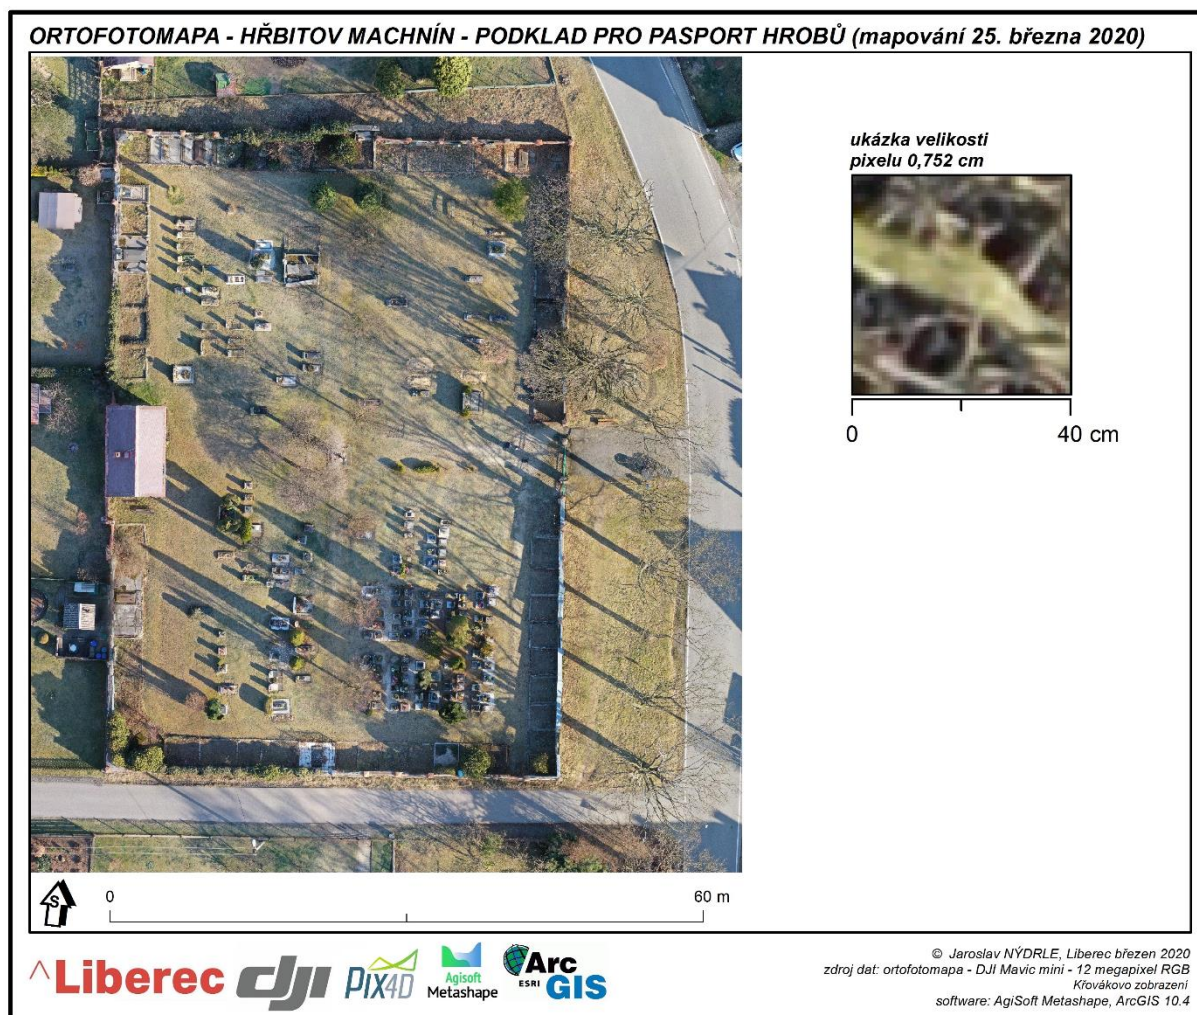 ORTOFOTOMAPA - HŘBITOV MACHNÍN - PODKLAD PRO PASPORT HROBŮ (mapování 25. března 2020)
ukázka velikosti
pixelu 0,752 cm
0 40 cm
S
0 60 m
^Liberec dji PIX4D Agisoft Metashape ESRI ArcGIS
© Jaroslav NÝDRLE, Liberec březen 2020
zdroj dat: ortofotomapa - DJI Mavic mini - 12 megapixel RGB
Křovákovo zobrazení
software: AgiSoft Metashape, ArcGIS 10.4